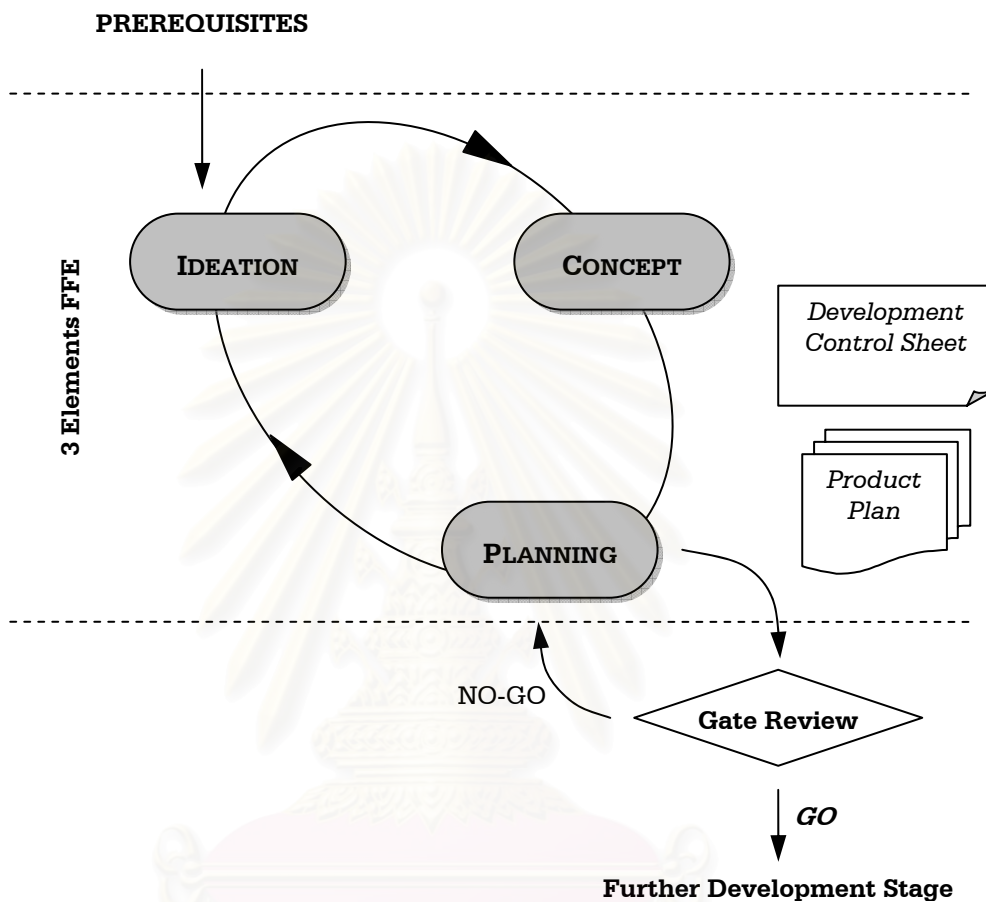 PREREQUISITES
3 Elements FFE
IDEATION
CONCEPT
Development
Control Sheet
Product
Plan
PLANNING
NO-GO
Gate Review
GO
Further Development Stage